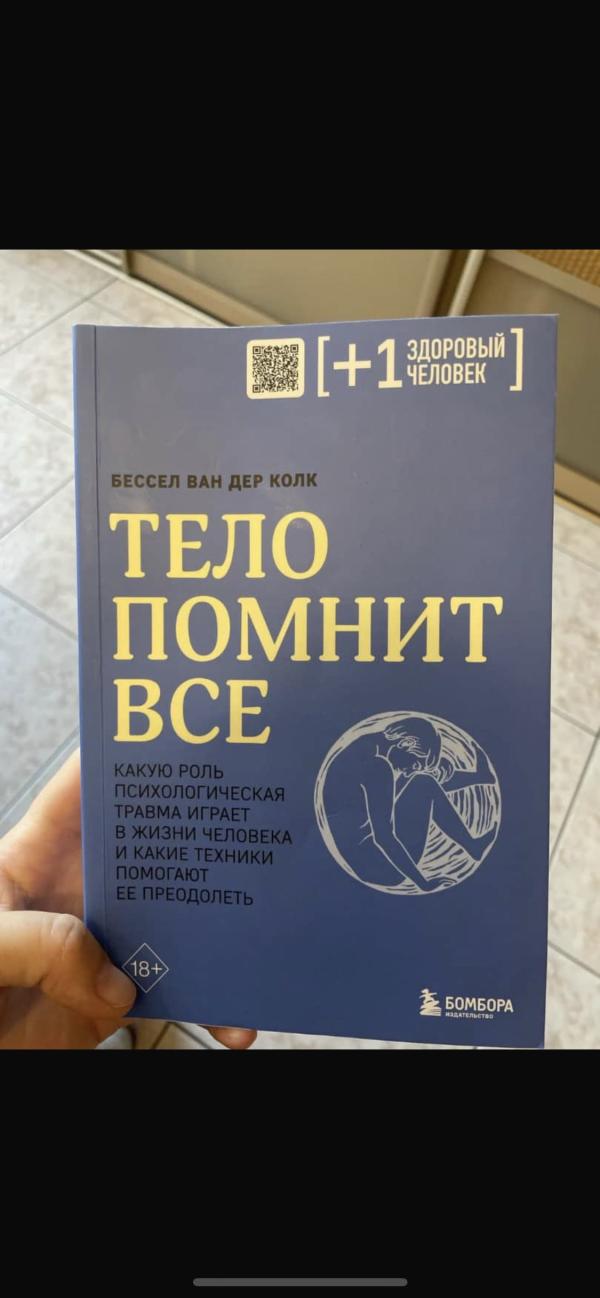 [+1 ЗДОРОВЫЙ
ЧЕЛОВЕК]
БЕССЕЛ ВАН ДЕР КОЛК
ТЕЛО
ПОМНИТ
ВСЕ
КАКУЮ РОЛЬ
ПСИХОЛОГИЧЕСКАЯ
ТРАВМА ИГРАЕТ
В ЖИЗНИ ЧЕЛОВЕКА
И КАКИЕ ТЕХНИКИ
ПОМОГАЮТ
ЕЕ ПРЕОДОЛЕТЬ
18+
БОМБОРА
ИЗДАТЕЛЬСТВО